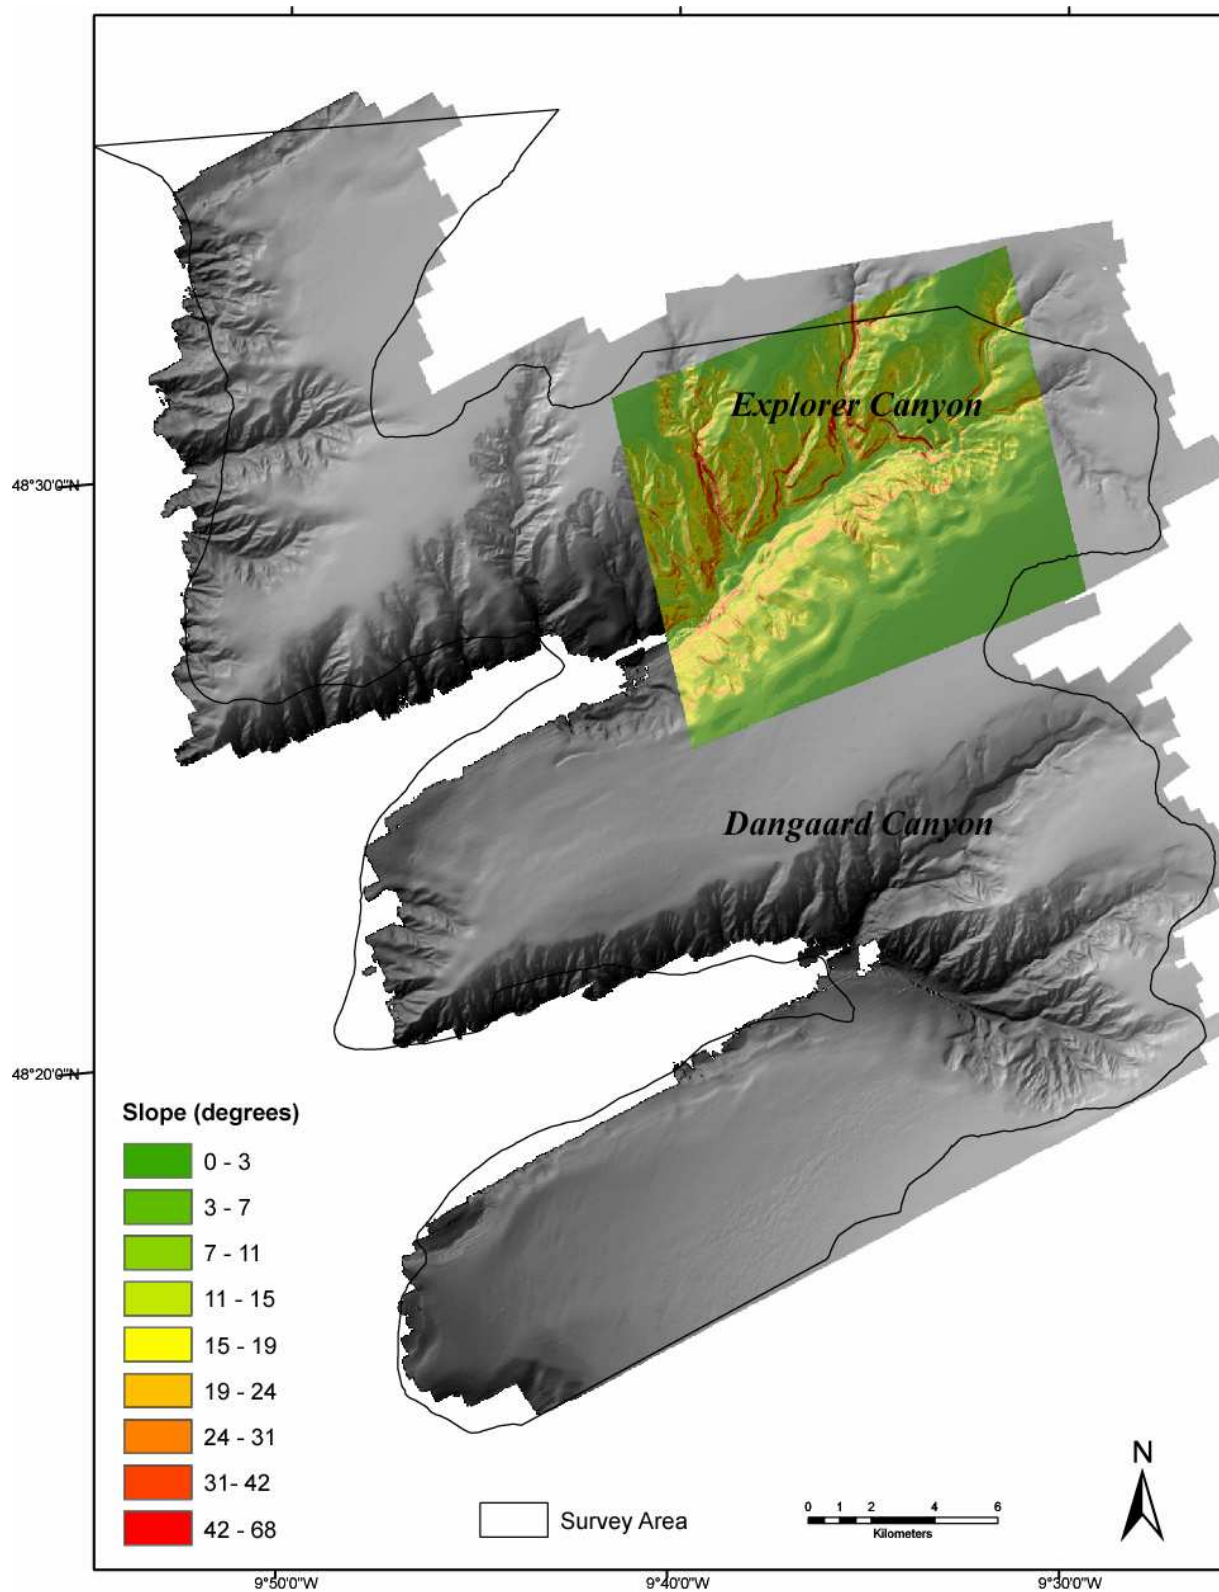 Explorer Canyon
48°30'0"N
Dangaard Canyon
48°20'0"N
Slope (degrees)
0 - 3
3 - 7
7 - 11
11 - 15
15 - 19
19 - 24
24 - 31
31- 42
42 - 68
Survey Area
0 1 2 4 6
Kilometers
N
9°50'0"W 9°40'0"W 9°30'0"W